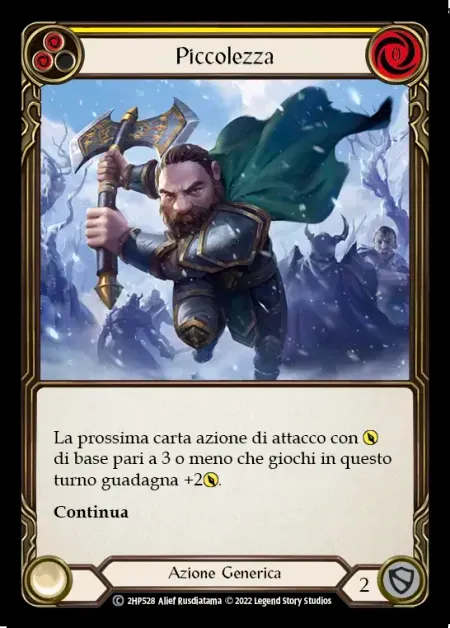 Piccolezza
0
La prossima carta azione di attacco con
di base pari a 3 o meno che giochi in questo
turno guadagna +2.
Continua
Azione Generica
2
C 2HP528 Alief Rusdiatama © 2022 Legend Story Studios